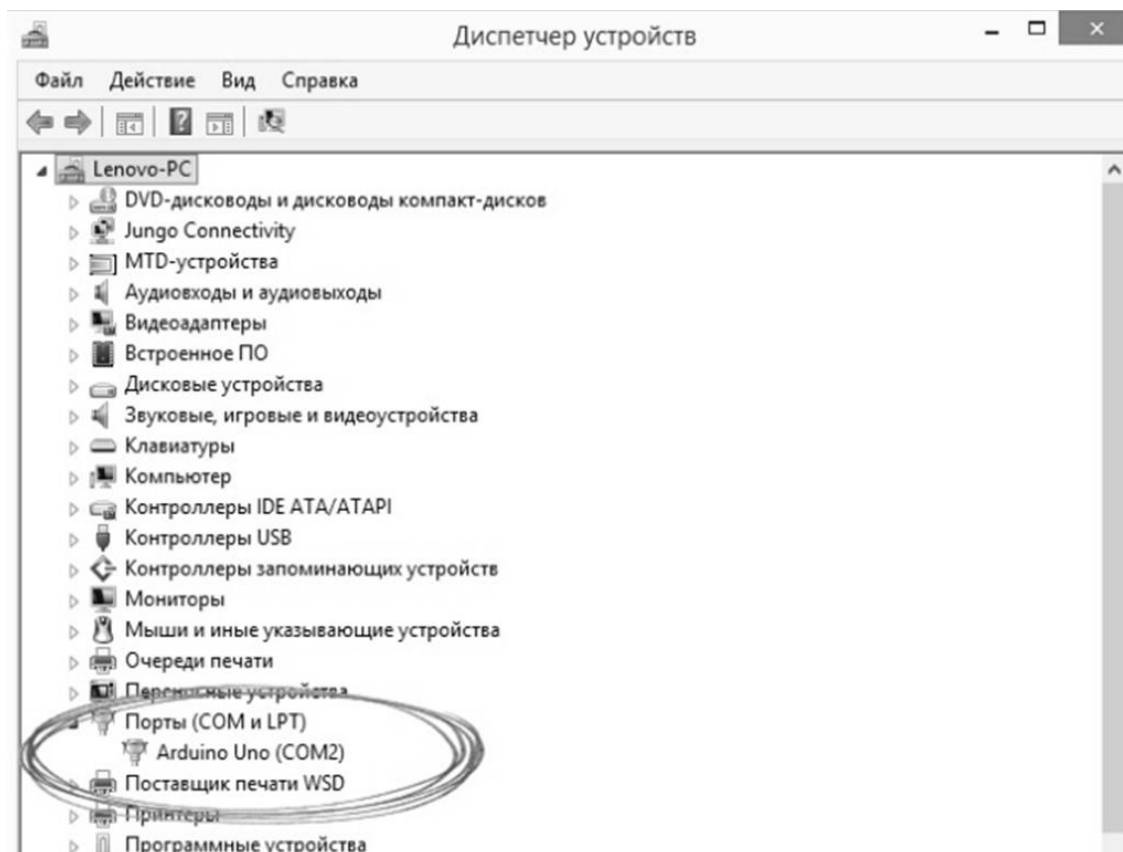 Диспетчер устройств
Файл Действие Вид Справка
Lenovo-PC
DVD-дисководы и дисководы компакт-дисков
Jungo Connectivity
MTD-устройства
Аудиовходы и аудиовыходы
Видеоадаптеры
Встроенное ПО
Дисковые устройства
Звуковые, игровые и видеоустройства
Клавиатуры
Компьютер
Контроллеры IDE ATA/ATAPI
Контроллеры USB
Контроллеры запоминающих устройств
Мониторы
Мыши и иные указывающие устройства
Очереди печати
Переносные устройства
Порты (COM и LPT)
Arduino Uno (COM2)
Поставщик печати WSD
Принтеры
Программные устройства